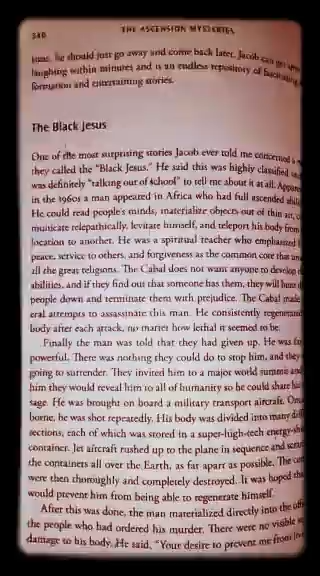 340
THE ASCENSION MYSTERIES
time, he should just go away and come back later. Jacob can get you
laughing within minutes and is an endless repository of fascinating
formation and entertaining stories.
The Black Jesus
One of the most surprising stories Jacob ever told me concerned a
they called the "Black Jesus." He said this was highly classified
was definitely "talking out of school" to tell me about it at all.
in the 1960s a man appeared in Africa who had full ascended
He could read people's minds, materialize objects out of thin air,
municate telepathically, levitate himself, and teleport his body from
location to another. He was a spiritual teacher who emphasized
peace, service to others, and forgiveness as the common core that
all the great religions. The Cabal does not want anyone to develop
abilities, and if they find out that someone has them, they will hunt
people down and terminate them with prejudice. The Cabal made
eral attempts to assassinate this man. He consistently regenerated
body after each attack, no matter how lethal it seemed to be.
Finally the man was told that they had given up. He was
powerful. There was nothing they could do to stop him, and they
going to surrender. They invited him to a major world summit and
him they would reveal him to all of humanity so he could share his
sage. He was brought on board a military transport aircraft.
borne, he was shot repeatedly. His body was divided into many
sections, each of which was stored in a super-high-tech
container. Jet aircraft rushed up to the plane in sequence and
the containers all over the Earth, as far apart as possible. The
were then thoroughly and completely destroyed. It was hoped
would prevent him from being able to regenerate himself.
After this was done, the man materialized directly into the
the people who had ordered his murder. There were no visible
damage to his body. He said, "Your desire to prevent me from